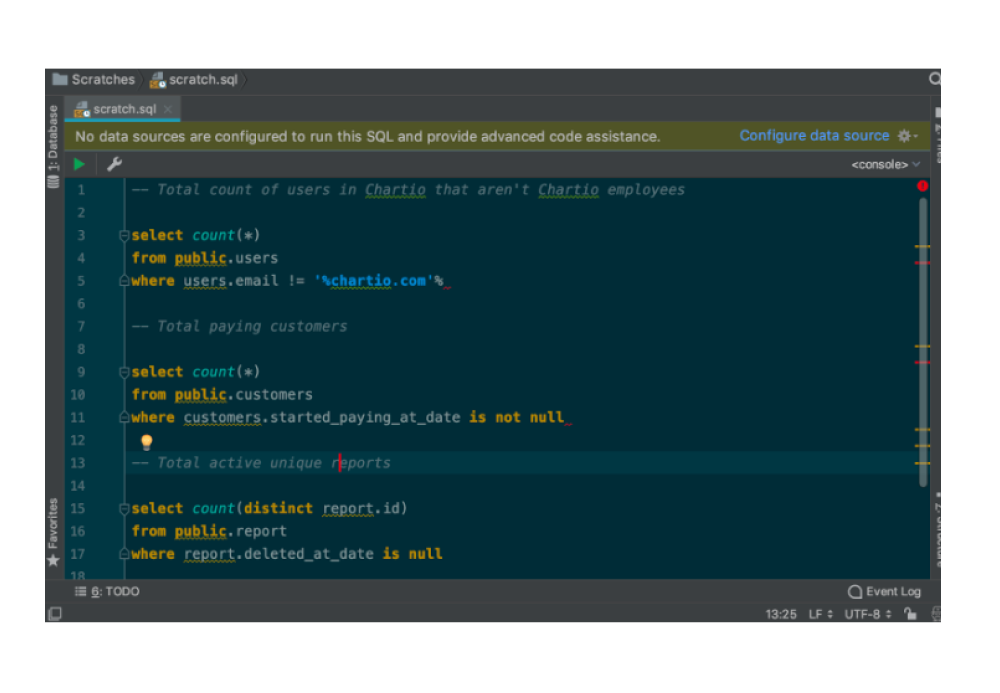 Scratches scratch.sql
scratch.sql
No data sources are configured to run this SQL and provide advanced code assistance. Configure data source
<console>
1: Database
Favorites
1 -- Total count of users in Chartio that aren't Chartio employees
2
3 select count(*)
4 from public.users
5 where users.email != '%chartio.com'%
6
7 -- Total paying customers
8
9 select count(*)
10 from public.customers
11 where customers.started_paying_at_date is not null
12
13 -- Total active unique reports
14
15 select count(distinct report.id)
16 from public.report
17 where report.deleted_at_date is null
18
6: TODO Event Log
13:25 LF UTF-8